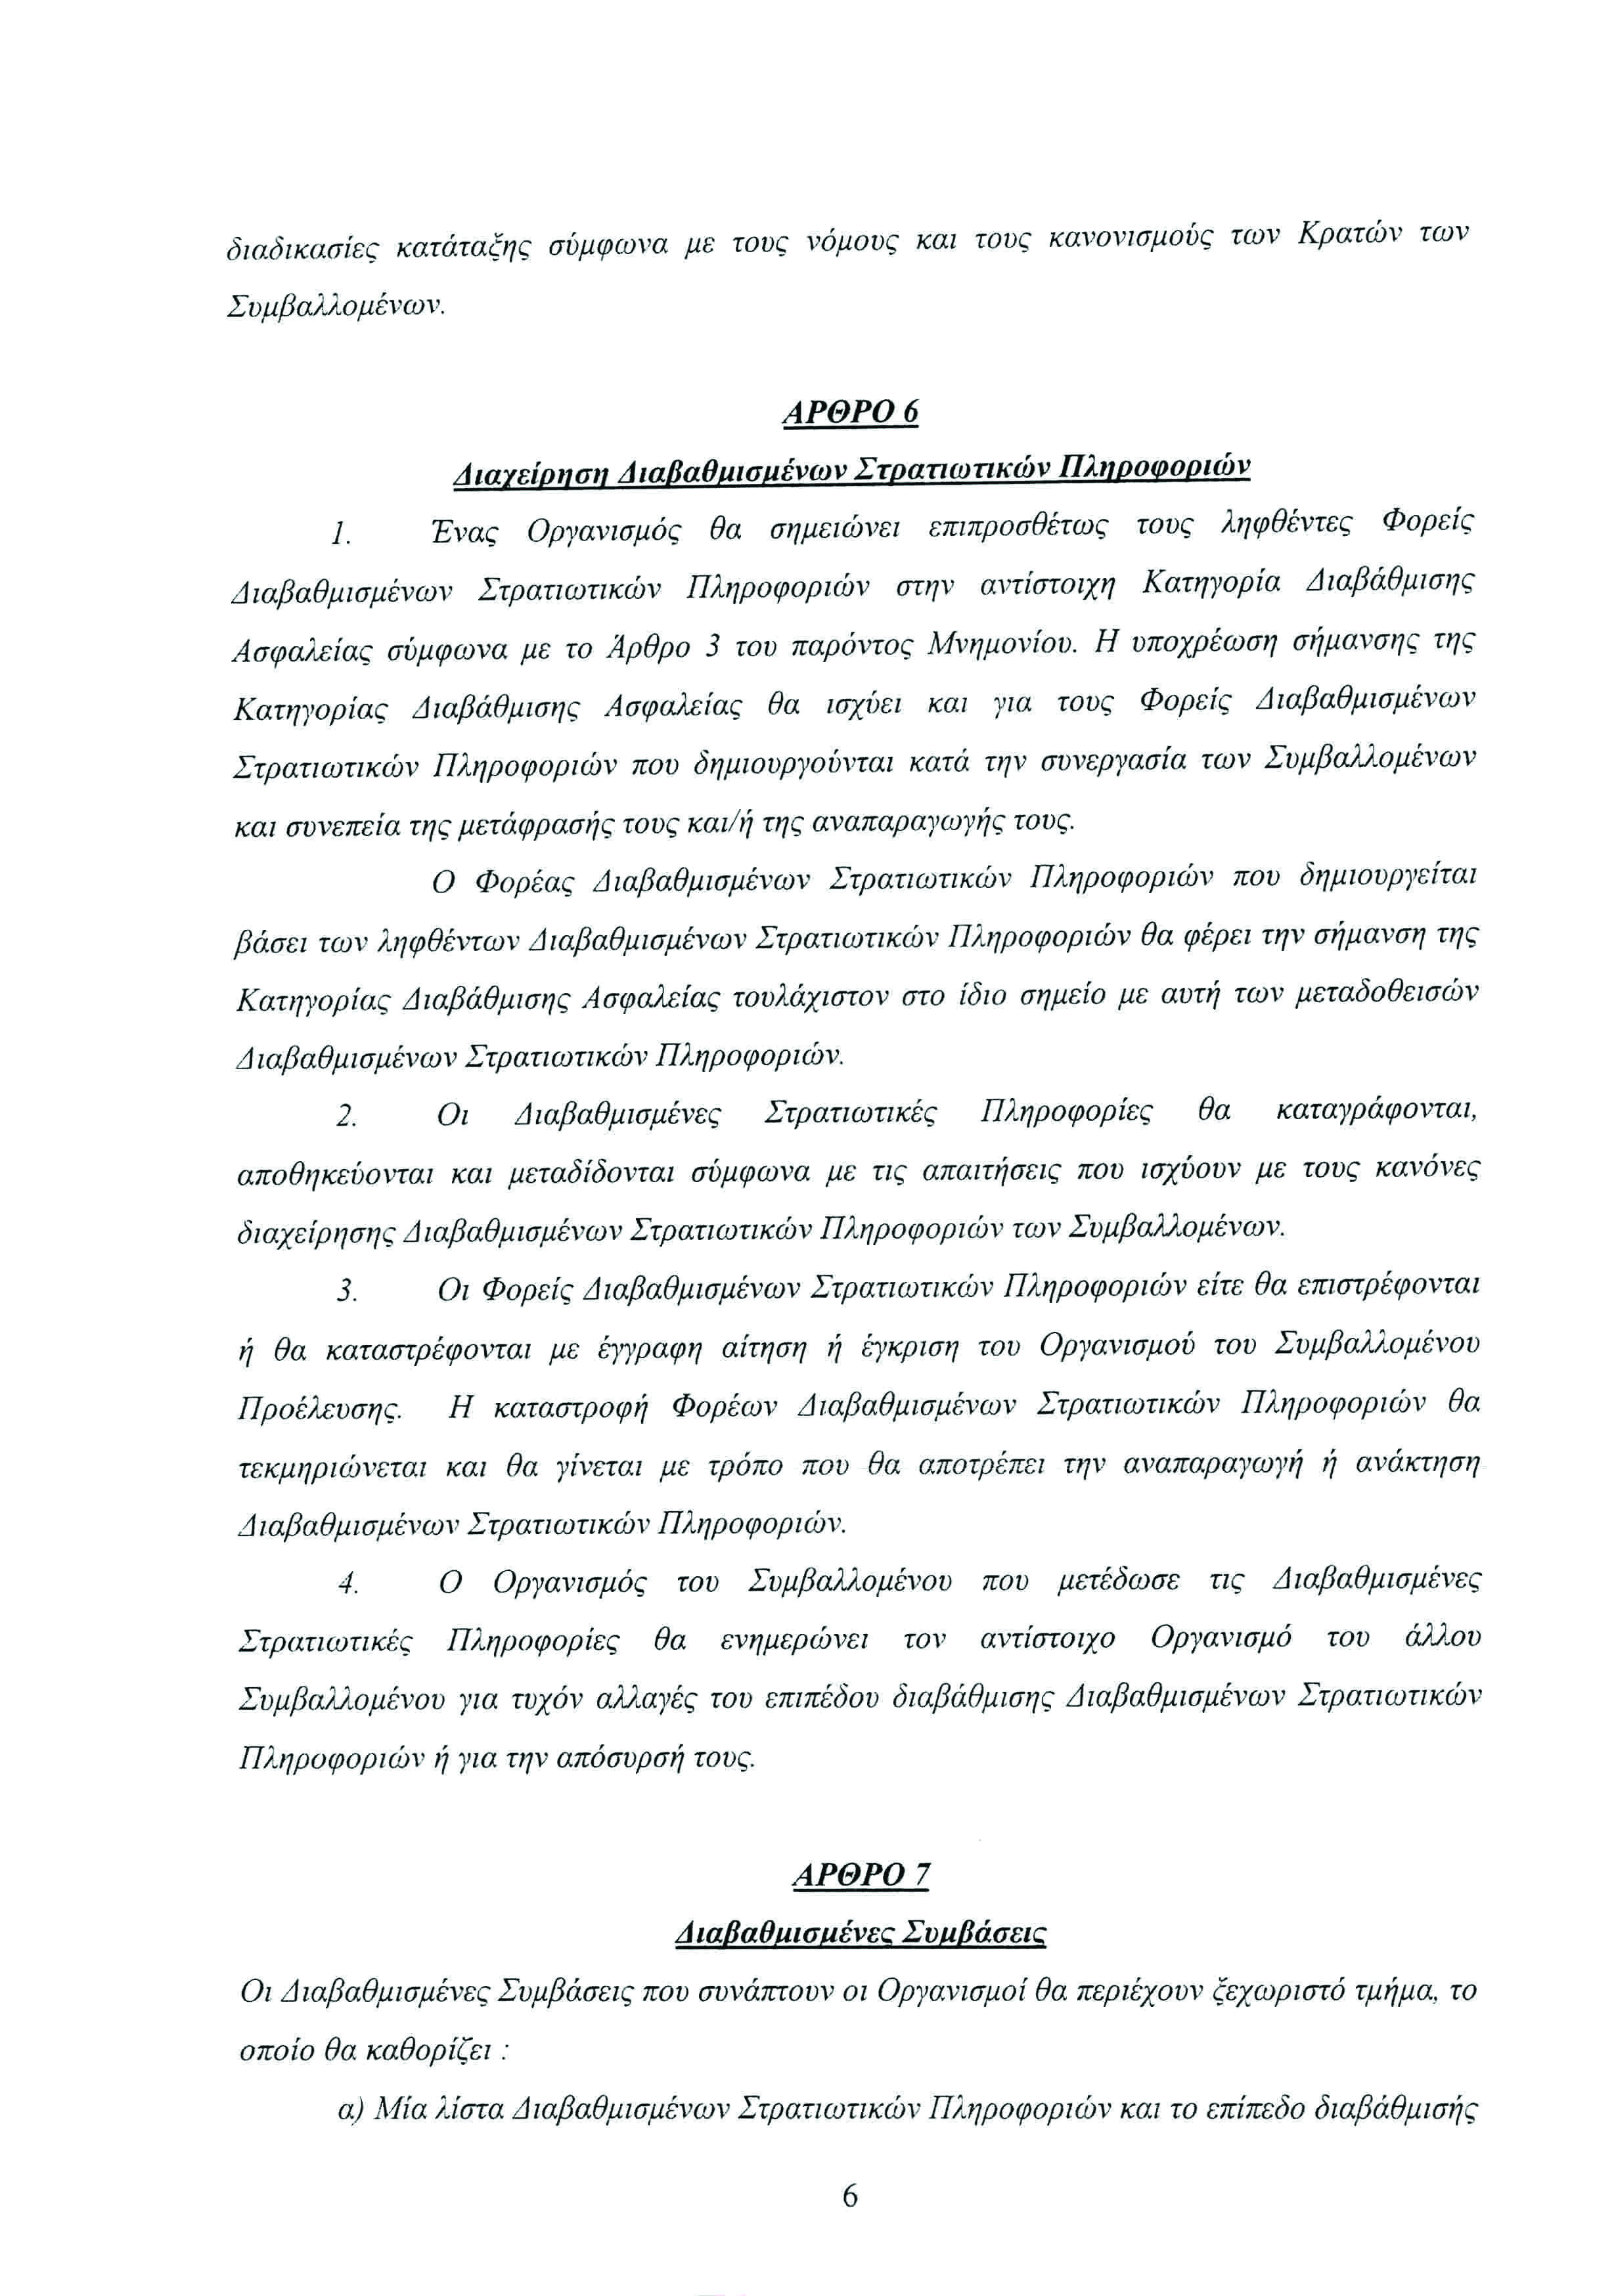 διαδικασίες κατάταξης σύμφωνα με τους νόμους και τους κανονισμούς των Κρατών των
Συμβαλλομένων.
ΑΡΘΡΟ 6
Διαχείρηση Διαβαθμισμένων Στρατιωτικών Πληροφοριών
1. Ένας Οργανισμός θα σημειώνει επιπροσθέτως τους ληφθέντες Φορείς
Διαβαθμισμένων Στρατιωτικών Πληροφοριών στην αντίστοιχη Κατηγορία Διαβάθμισης
Ασφαλείας σύμφωνα με το Άρθρο 3 του παρόντος Μνημονίου. Η υποχρέωση σήμανσης της
Κατηγορίας Διαβάθμισης Ασφαλείας θα ισχύει και για τους Φορείς Διαβαθμισμένων
Στρατιωτικών Πληροφοριών που δημιουργούνται κατά την συνεργασία των Συμβαλλομένων
και συνεπεία της μετάφρασής τους και/ή της αναπαραγωγής τους.
Ο Φορέας Διαβαθμισμένων Στρατιωτικών Πληροφοριών που δημιουργείται
βάσει των ληφθέντων Διαβαθμισμένων Στρατιωτικών Πληροφοριών θα φέρει την σήμανση της
Κατηγορίας Διαβάθμισης Ασφαλείας τουλάχιστον στο ίδιο σημείο με αυτή των μεταδοθεισών
Διαβαθμισμένων Στρατιωτικών Πληροφοριών.
2. Οι Διαβαθμισμένες Στρατιωτικές Πληροφορίες θα καταγράφονται,
αποθηκεύονται και μεταδίδονται σύμφωνα με τις απαιτήσεις που ισχύουν με τους κανόνες
διαχείρησης Διαβαθμισμένων Στρατιωτικών Πληροφοριών των Συμβαλλομένων.
3. Οι Φορείς Διαβαθμισμένων Στρατιωτικών Πληροφοριών είτε θα επιστρέφονται
ή θα καταστρέφονται με έγγραφη αίτηση ή έγκριση του Οργανισμού του Συμβαλλομένου
Προέλευσης. Η καταστροφή Φορέων Διαβαθμισμένων Στρατιωτικών Πληροφοριών θα
τεκμηριώνεται και θα γίνεται με τρόπο που θα αποτρέπει την αναπαραγωγή ή ανάκτηση
Διαβαθμισμένων Στρατιωτικών Πληροφοριών.
4. Ο Οργανισμός του Συμβαλλομένου που μετέδωσε τις Διαβαθμισμένες
Στρατιωτικές Πληροφορίες θα ενημερώνει τον αντίστοιχο Οργανισμό του άλλου
Συμβαλλομένου για τυχόν αλλαγές του επιπέδου διαβάθμισης Διαβαθμισμένων Στρατιωτικών
Πληροφοριών ή για την απόσυρσή τους.
ΑΡΘΡΟ 7
Διαβαθμισμένες Συμβάσεις
Οι Διαβαθμισμένες Συμβάσεις που συνάπτουν οι Οργανισμοί θα περιέχουν ξεχωριστό τμήμα, το
οποίο θα καθορίζει :
α) Μία λίστα Διαβαθμισμένων Στρατιωτικών Πληροφοριών και το επίπεδο διαβάθμισής
6